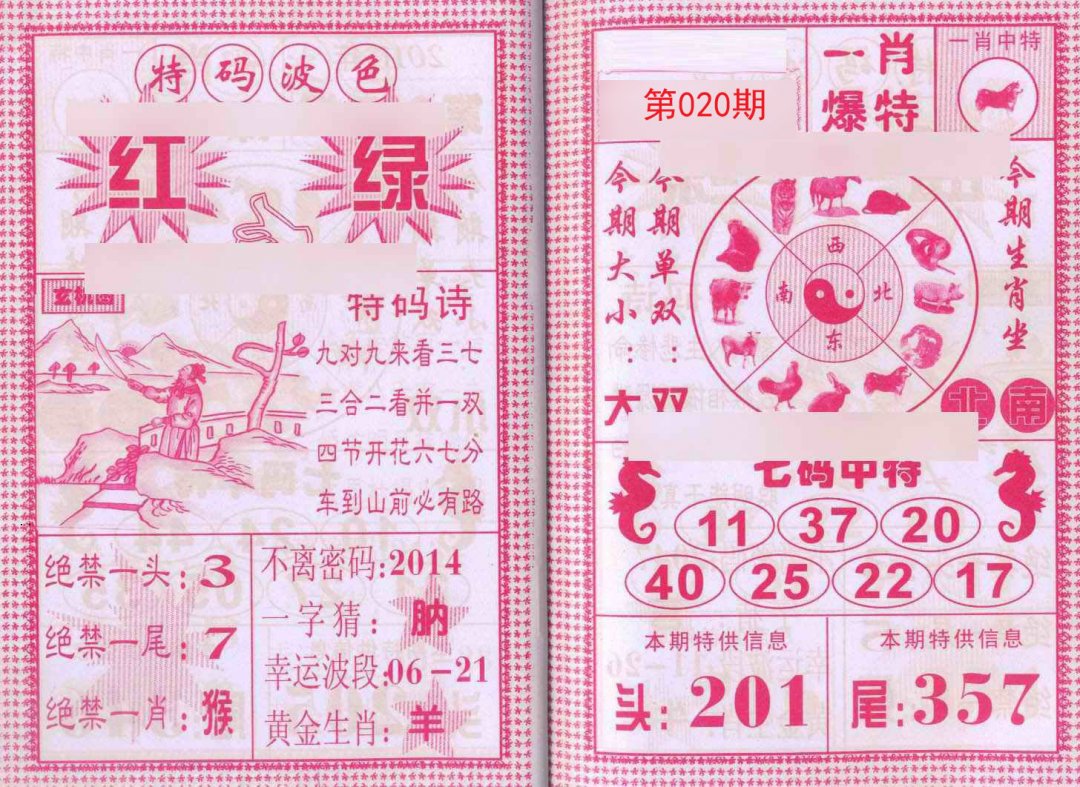 特码波色
红 绿
玄机图
特码诗
九对九来看三七
三合二看并一双
四节开花六七分
车到山前必有路
绝禁一头:3
绝禁一尾:7
绝禁一肖:猴
不离密码:2014
一字猜:肭
幸运波段:06-21
黄金生肖:羊
第020期
一肖
爆特
一肖中特
今期大小:大
今期单双:双
西
南 北
东
今期生肖坐
北南
七码中特
11 37 20
40 25 22 17
本期特供信息
头:201
本期特供信息
尾:357